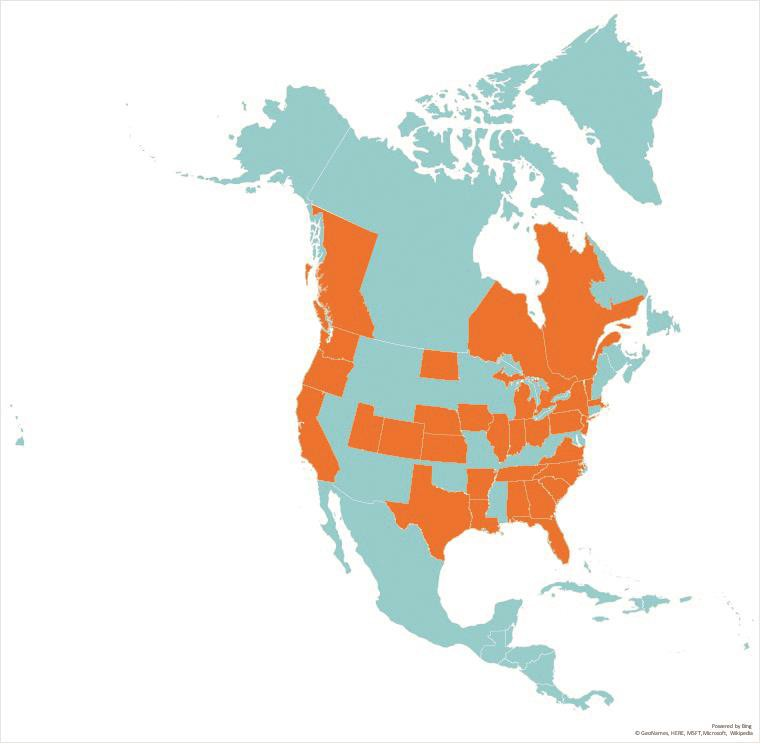 Powered by Bing
© GeoNames, HERE, MSFT, Microsoft, Wikipedia